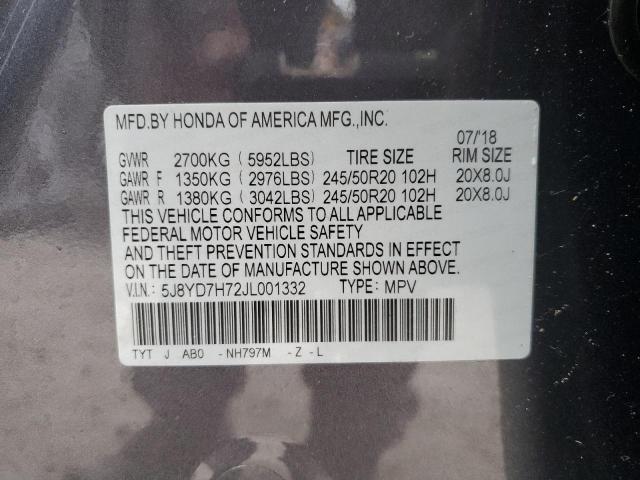 MFD.BY HONDA OF AMERICA MFG.,INC.
07/'18
GVWR 2700KG ( 5952LBS) TIRE SIZE RIM SIZE
GAWR F 1350KG ( 2976LBS) 245/50R20 102H 20X8.0J
GAWR R 1380KG ( 3042LBS) 245/50R20 102H 20X8.0J
THIS VEHICLE CONFORMS TO ALL APPLICABLE
FEDERAL MOTOR VEHICLE SAFETY
AND THEFT PREVENTION STANDARDS IN EFFECT
ON THE DATE OF MANUFACTURE SHOWN ABOVE.
V.I.N.: 5J8YD7H72JL001332 TYPE: MPV
TYT J AB0 -NH797M -Z -L